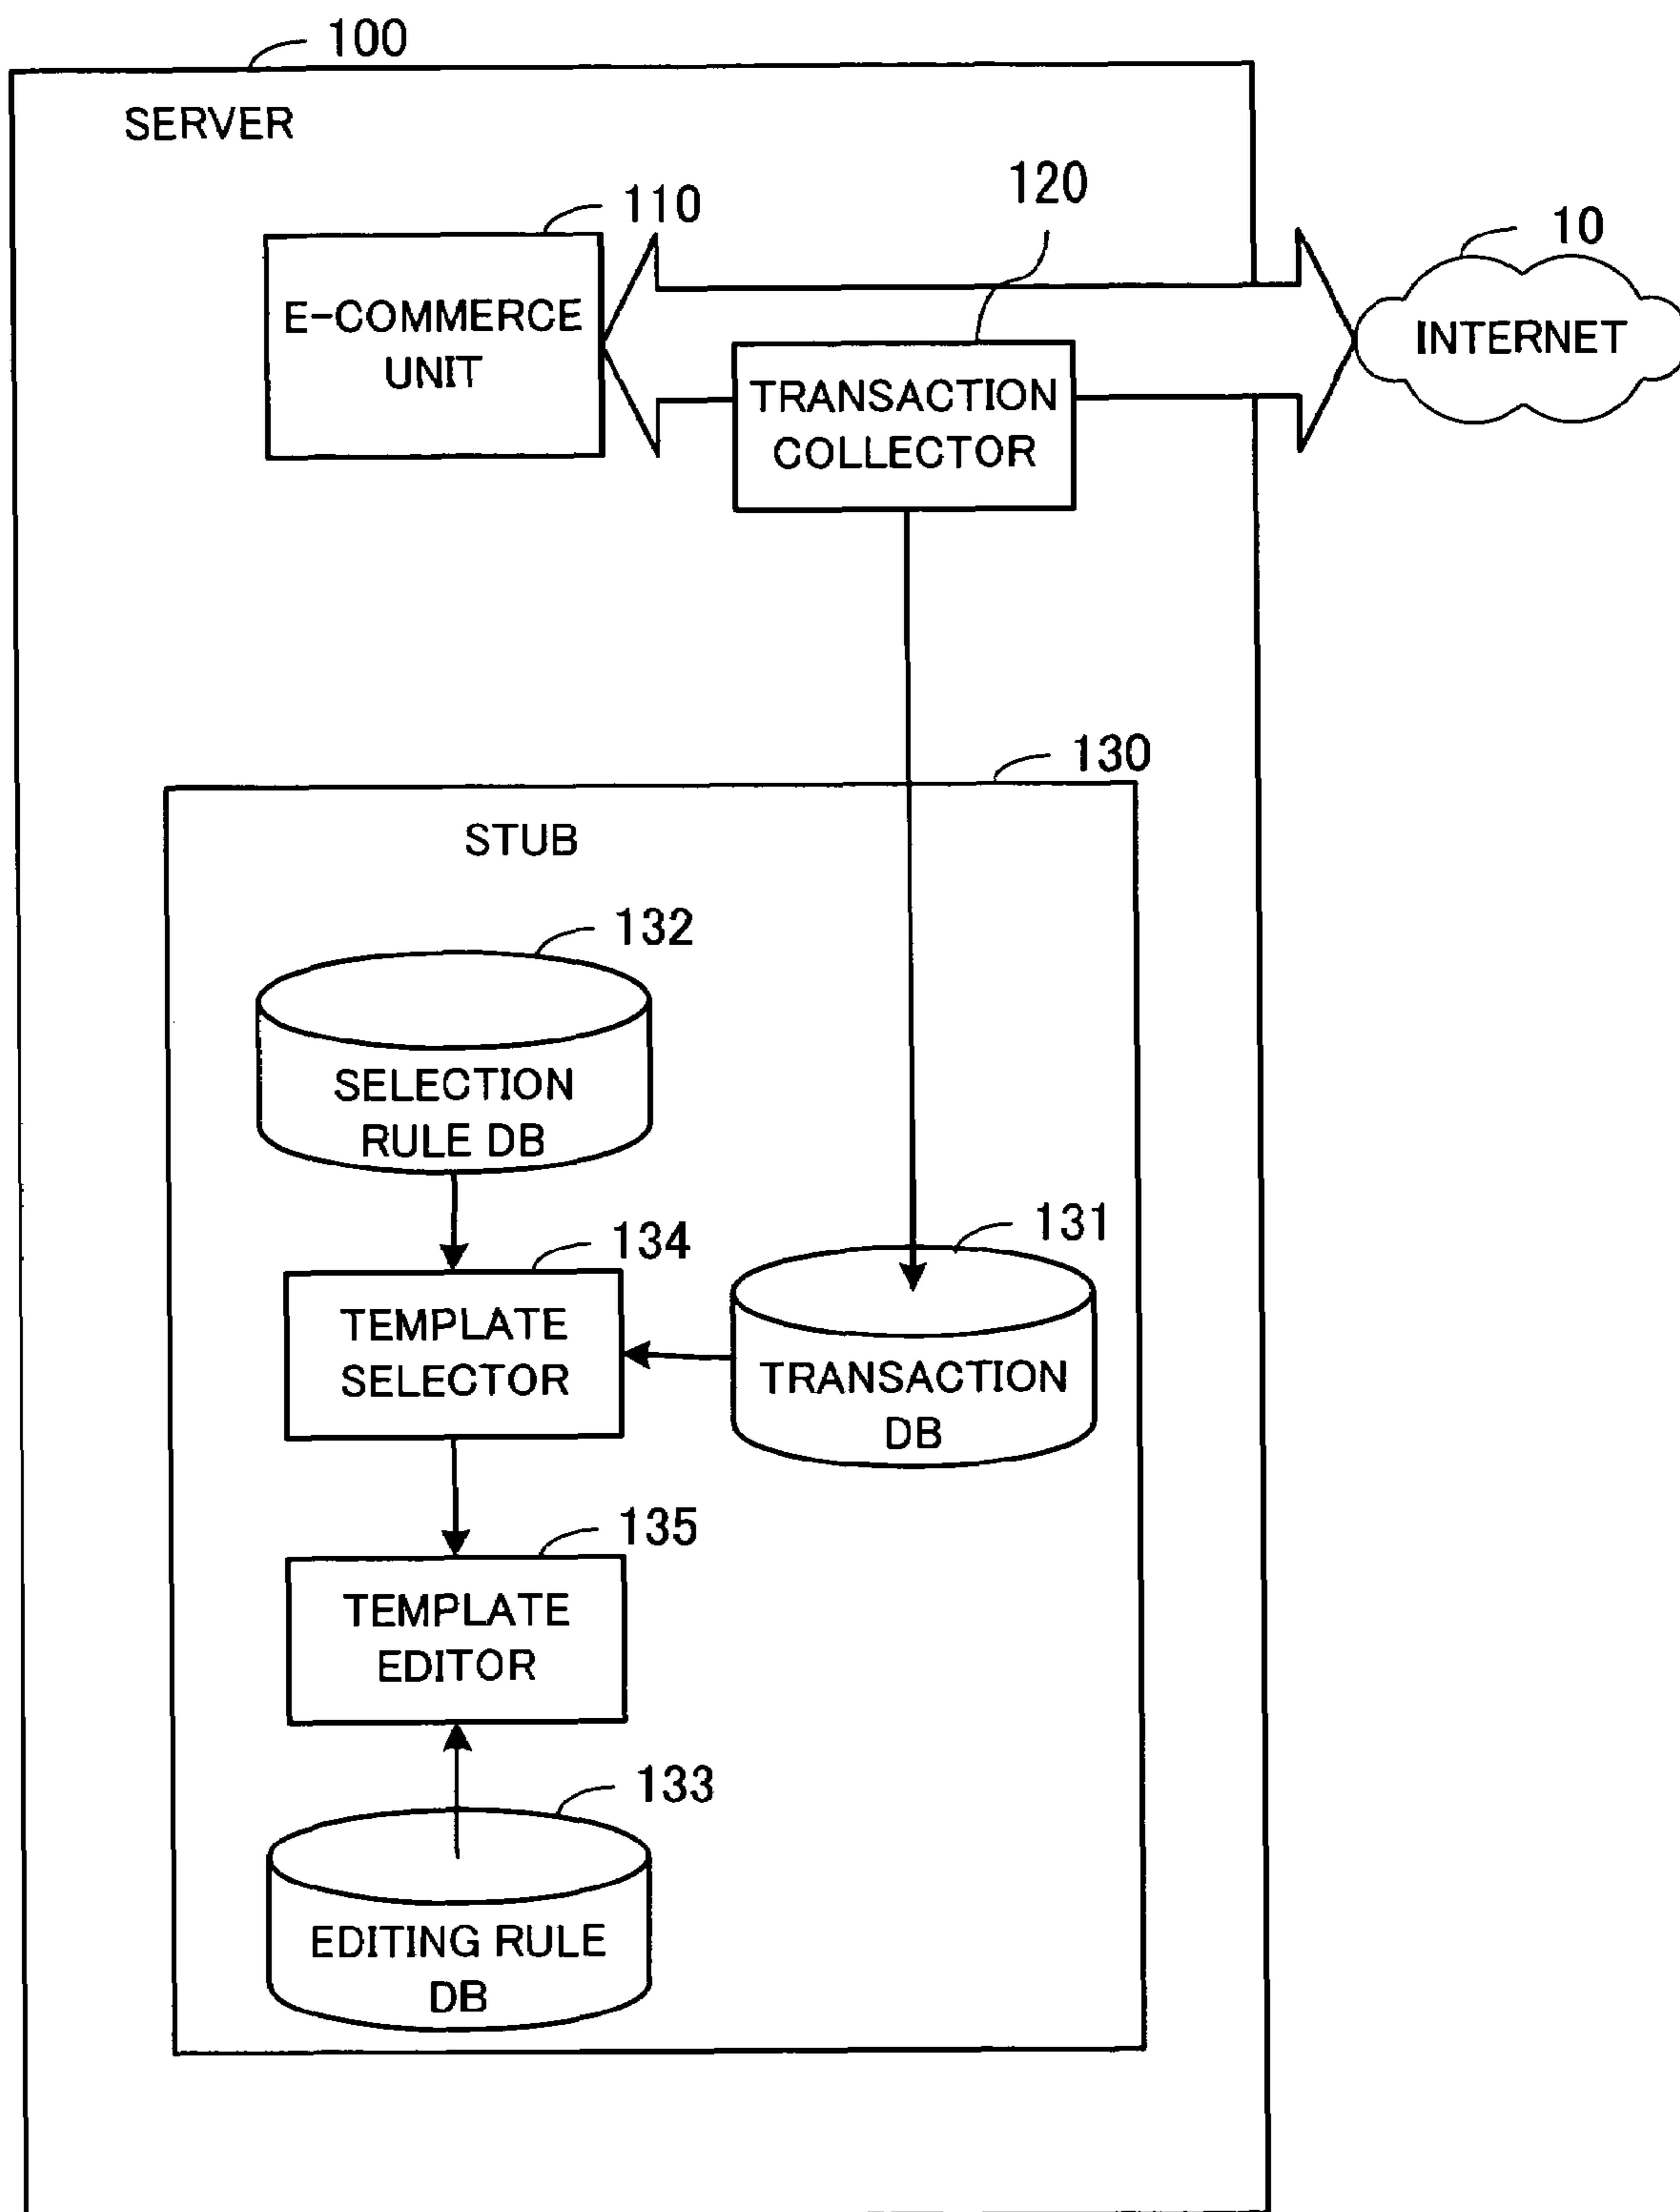 100
SERVER
120
110
10
E-COMMERCE
UNIT
INTERNET
TRANSACTION
COLLECTOR
130
STUB
132
SELECTION
RULE DB
131
134
TEMPLATE
SELECTOR
TRANSACTION
DB
135
TEMPLATE
EDITOR
133
EDITING RULE
DB